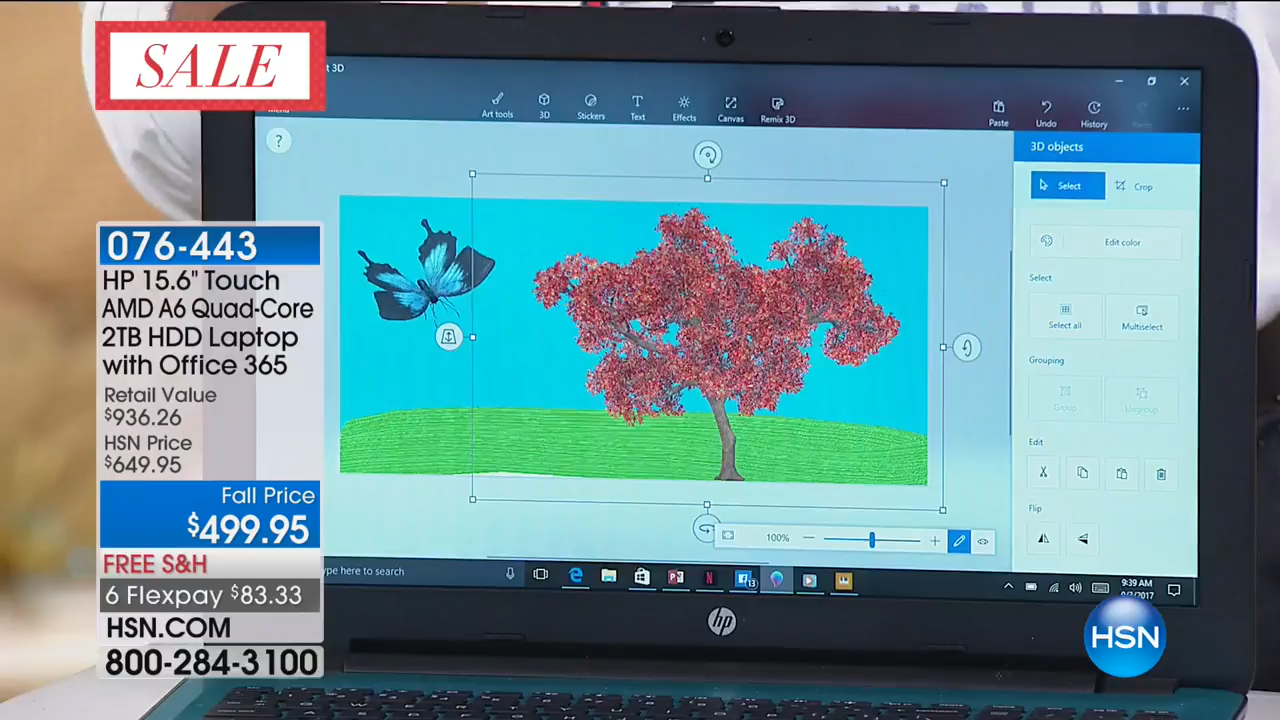 SALE
t 3D
Art tools
3D
Stickers
Text
Effects
Canvas
Remix 3D
Paste
Undo
History
?
3D objects
Select
Crop
Edit color
Select
Select all
Multiselect
Grouping
Group
Ungroup
Edit
Flip
100%
ype here to search
13
9:39 AM
hp
HSN
076-443
HP 15.6" Touch
AMD A6 Quad-Core
2TB HDD Laptop
with Office 365
Retail Value
$936.26
HSN Price
$649.95
Fall Price
$499.95
FREE S&H
6 Flexpay $83.33
HSN.COM
800-284-3100